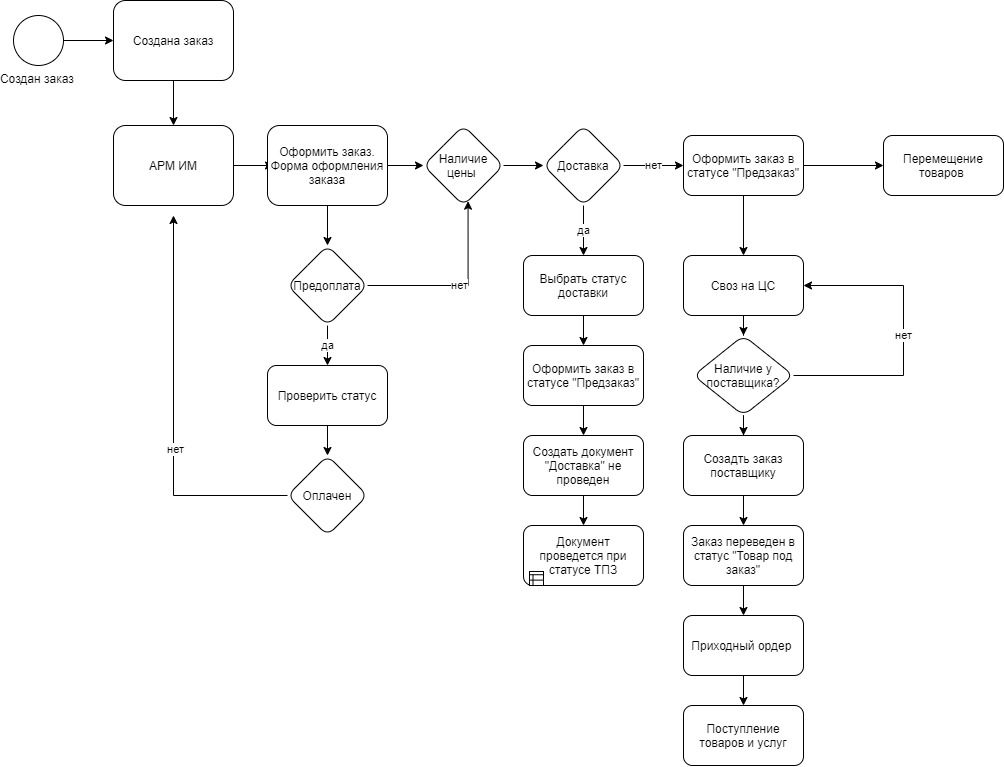 Создан заказ
Создана заказ
АРМ ИМ
Оформить заказ.
Форма оформления
заказа
Наличие
цены
Доставка
нет
Оформить заказ в
статусе "Предзаказ"
Перемещение
товаров
Предоплата
нет
да
Проверить статус
Оплачен
нет
да
Выбрать статус
доставки
Оформить заказ в
статусе "Предзаказ"
Создать документ
"Доставка" не
проведен
Документ
проведется при
статусе ТПЗ
Своз на ЦС
нет
Наличие у
поставщика?
Созадть заказ
поставщику
Заказ переведен в
статус "Товар под
заказ"
Приходный ордер
Поступление
товаров и услуг